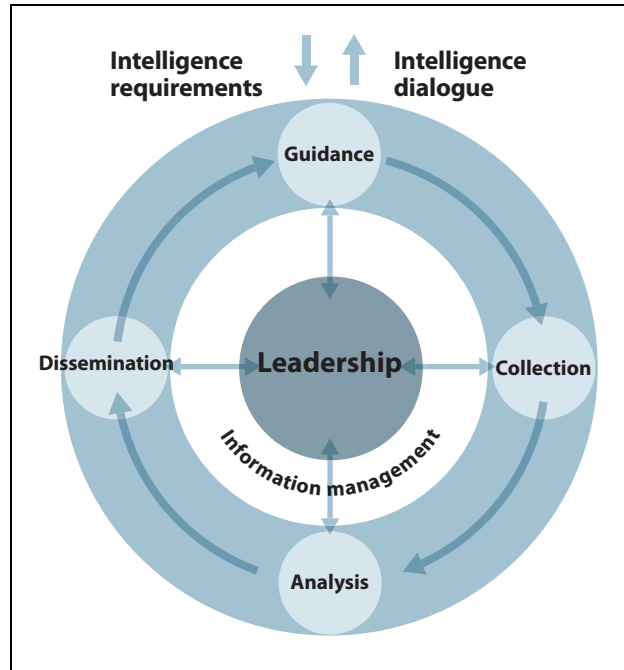 Intelligence
requirements
Intelligence
dialogue
Guidance
Dissemination
Leadership
Collection
Information management
Analysis